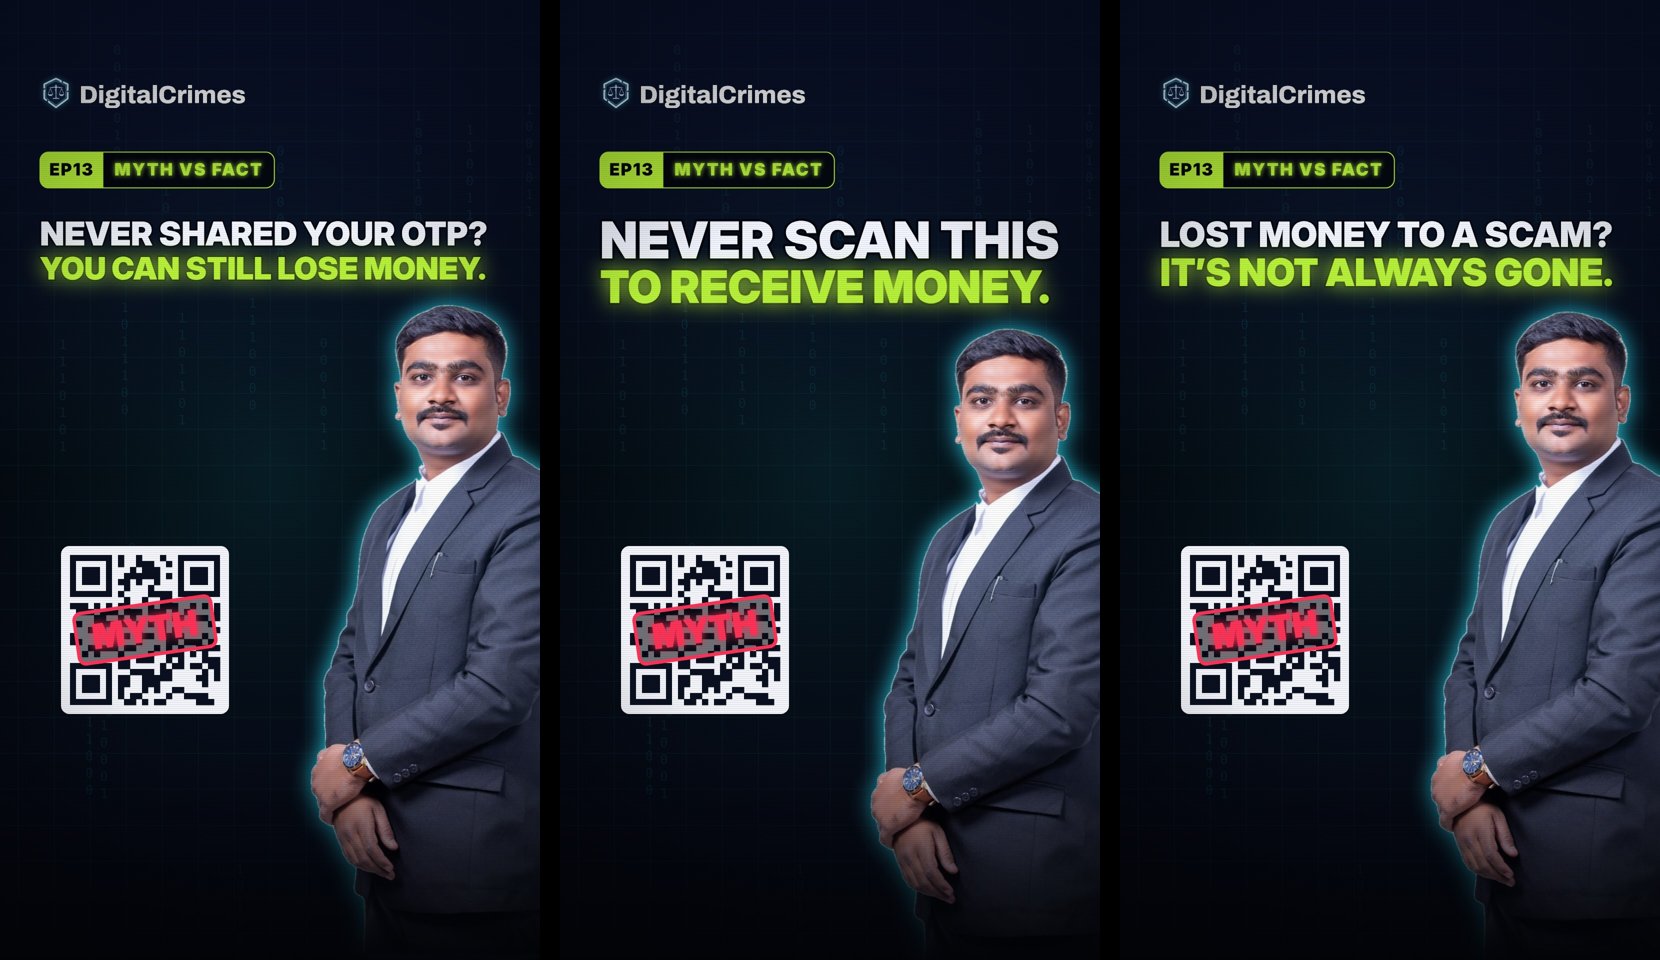 DigitalCrimes
EP13 MYTH VS FACT
NEVER SHARED YOUR OTP?
YOU CAN STILL LOSE MONEY.
MYTH
DigitalCrimes
EP13 MYTH VS FACT
NEVER SCAN THIS
TO RECEIVE MONEY.
MYTH
DigitalCrimes
EP13 MYTH VS FACT
LOST MONEY TO A SCAM?
IT'S NOT ALWAYS GONE.
MYTH